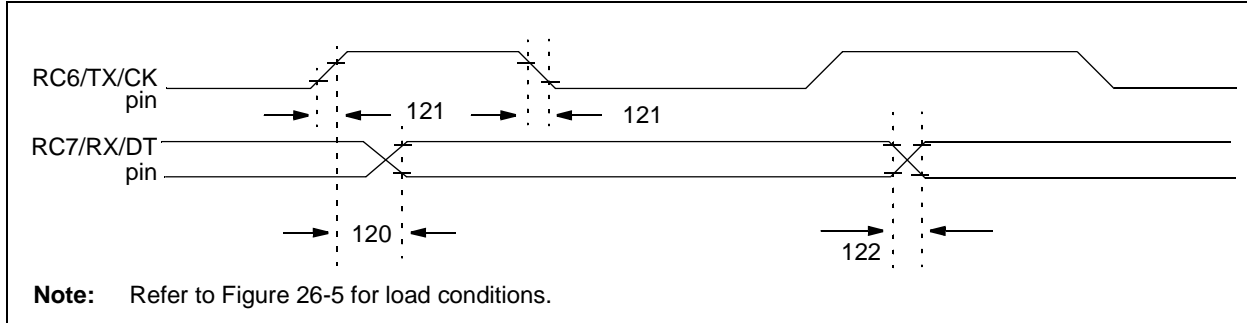 RC6/TX/CK
pin
121
121
RC7/RX/DT
pin
120
122
Note: Refer to Figure 26-5 for load conditions.